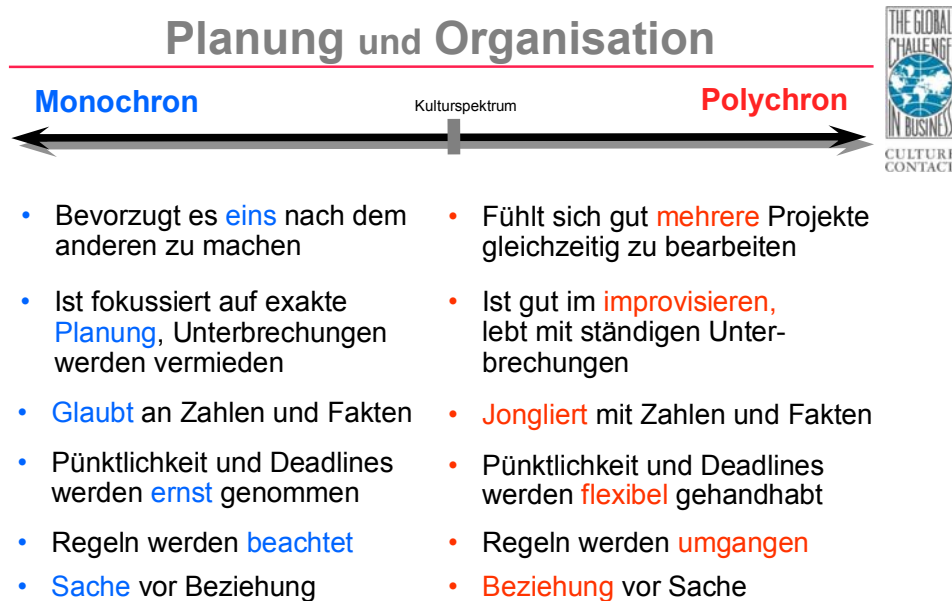 Planung und Organisation
THE GLOBAL
CHALLENGE
IN BUSINESS
CULTURE
CONTACT
Monochron
Kulturspektrum
Polychron
• Bevorzugt es eins nach dem
anderen zu machen
• Ist fokussiert auf exakte
Planung, Unterbrechungen
werden vermieden
• Glaubt an Zahlen und Fakten
• Pünktlichkeit und Deadlines
werden ernst genommen
• Regeln werden beachtet
• Sache vor Beziehung
• Fühlt sich gut mehrere Projekte
gleichzeitig zu bearbeiten
• Ist gut im improvisieren,
lebt mit ständigen Unter-
brechungen
• Jongliert mit Zahlen und Fakten
• Pünktlichkeit und Deadlines
werden flexibel gehandhabt
• Regeln werden umgangen
• Beziehung vor Sache